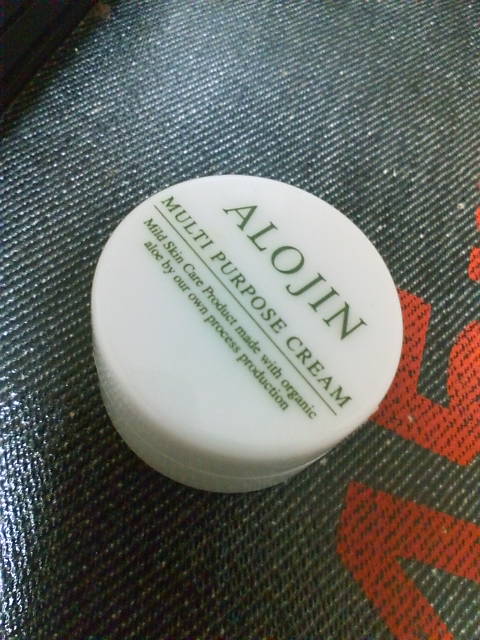 ALOJIN
MULTI PURPOSE CREAM
Mild Skin Care Product made with organic
aloe by our own process production